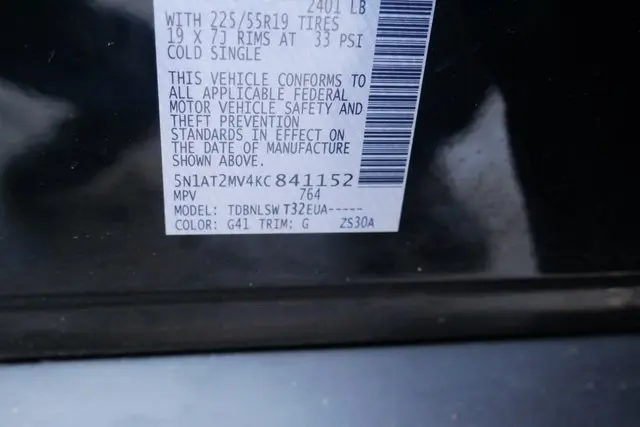 2401 LB
WITH 225/55R19 TIRES
19 X 7J RIMS AT 33 PSI
COLD SINGLE
THIS VEHICLE CONFORMS TO
ALL APPLICABLE FEDERAL
MOTOR VEHICLE SAFETY AND
THEFT PREVENTION
STANDARDS IN EFFECT ON
THE DATE OF MANUFACTURE
SHOWN ABOVE.
5N1AT2MV4KC841152
MPV 764
MODEL: TDBNLSW T32EUA-----
COLOR: G41 TRIM: G ZS30A